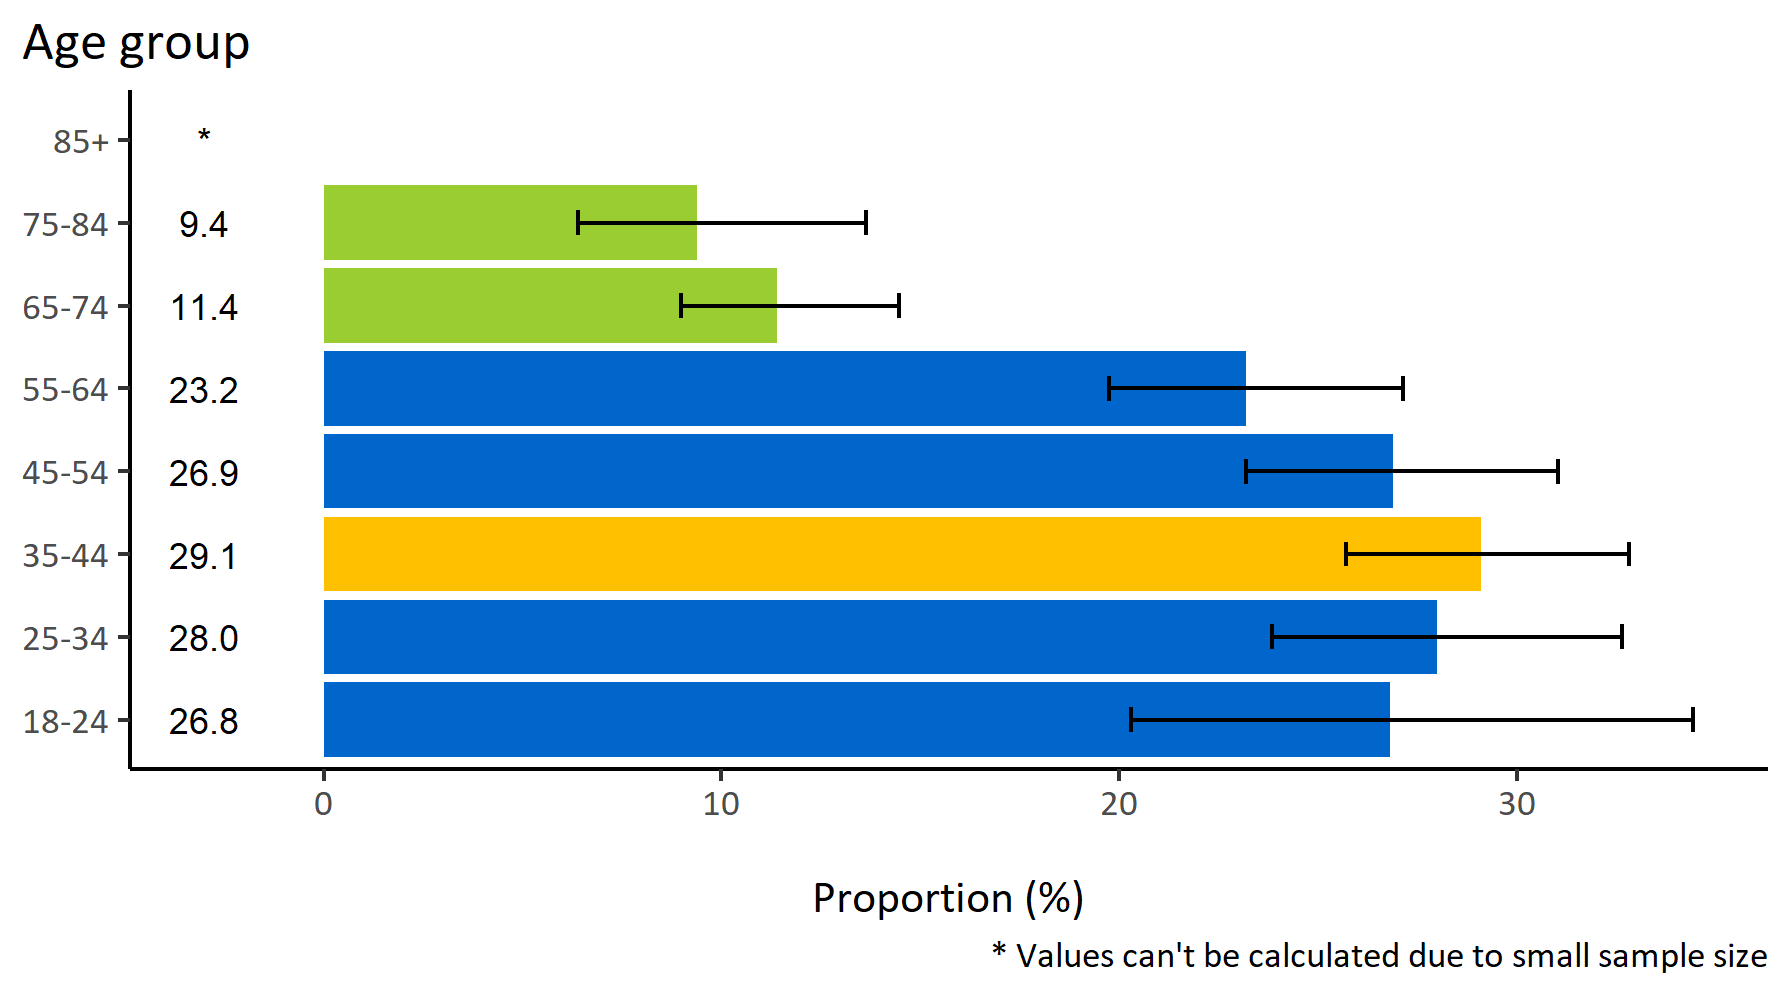 Age group
85+ *
75-84 9.4
65-74 11.4
55-64 23.2
45-54 26.9
35-44 29.1
25-34 28.0
18-24 26.8
0 10 20 30
Proportion (%)
* Values can't be calculated due to small sample size